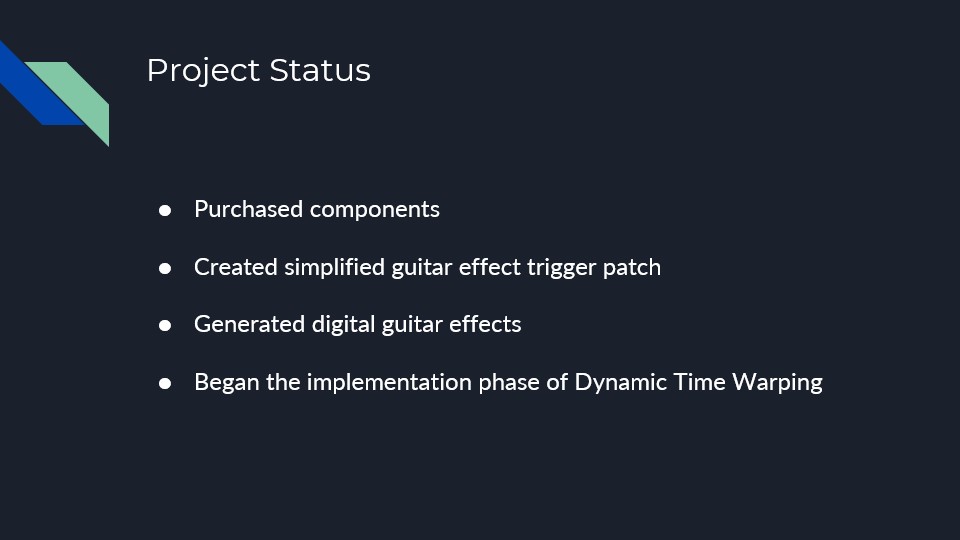 Project Status
● Purchased components
● Created simplified guitar effect trigger patch
● Generated digital guitar effects
● Began the implementation phase of Dynamic Time Warping